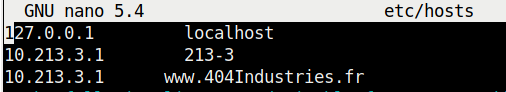 GNU nano 5.4 etc/hosts
127.0.0.1 localhost
10.213.3.1 213-3
10.213.3.1 www.404Industries.fr